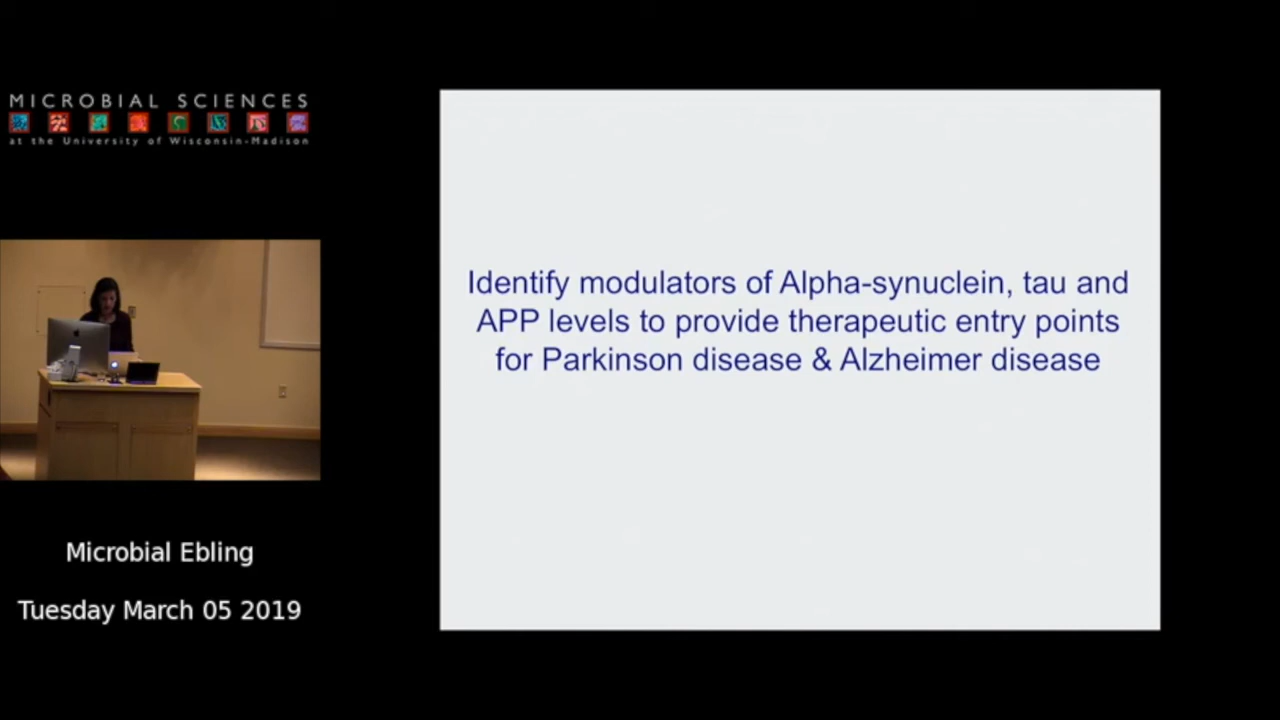 MICROBIAL SCIENCES
at the University of Wisconsin-Madison
Identify modulators of Alpha-synuclein, tau and
APP levels to provide therapeutic entry points
for Parkinson disease & Alzheimer disease
Microbial Ebling
Tuesday March 05 2019